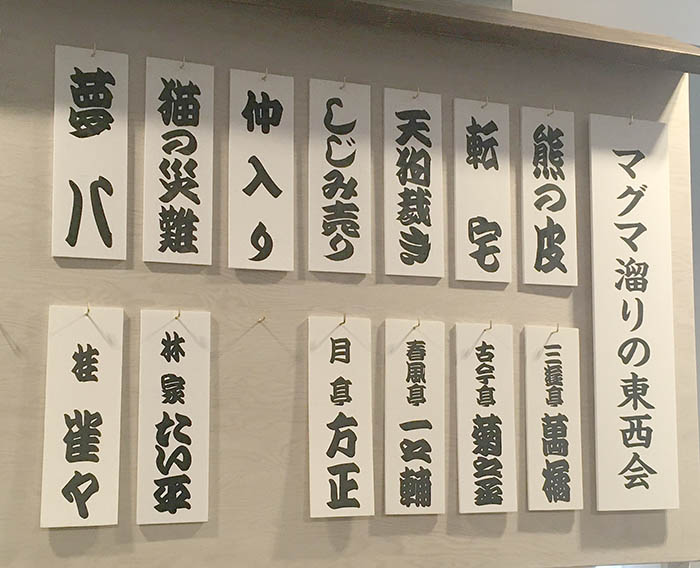 マグマ溜りの東西会
熊の皮
三遊亭 萬橘
転宅
古今亭 菊之丞
天狗裁き
春風亭 一之輔
しじみ売り
月亭 方正
仲入り
猫の災難
林家 たい平
夢八
桂 雀々